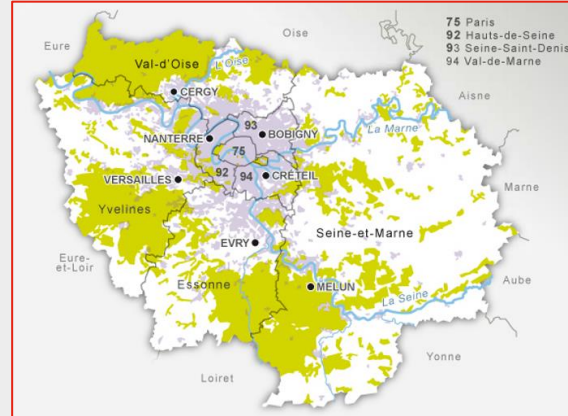 75 Paris
92 Hauts-de-Seine
93 Seine-Saint-Denis
94 Val-de-Marne
Oise
Eure
Val-d'Oise
L'Oise
CERGY
Aisne
93
NANTERRE
BOBIGNY
La Marne
75
92
94
CRÉTEIL
VERSAILLES
Marne
Yvelines
Seine-et-Marne
EVRY
Eure-
et-Loir
Essonne
MELUN
Aube
La Seine
Yonne
Loiret